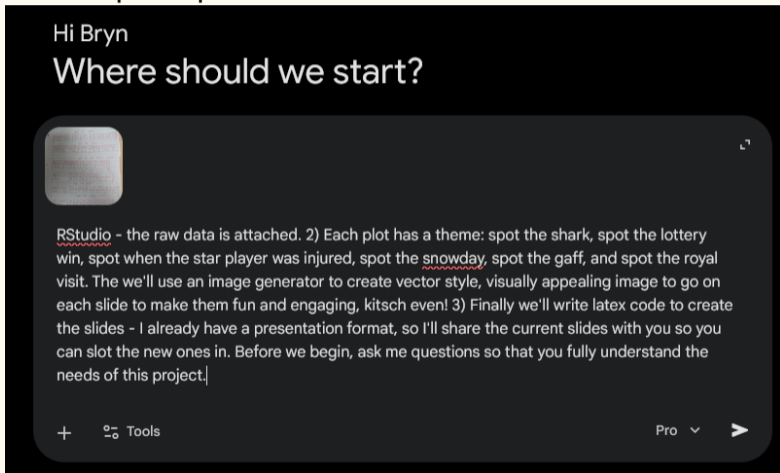 Hi Bryn
Where should we start?
RStudio - the raw data is attached. 2) Each plot has a theme: spot the shark, spot the lottery
win, spot when the star player was injured, spot the snowday, spot the gaff, and spot the royal
visit. The we'll use an image generator to create vector style, visually appealing image to go on
each slide to make them fun and engaging, kitsch even! 3) Finally we'll write latex code to create
the slides - I already have a presentation format, so I'll share the current slides with you so you
can slot the new ones in. Before we begin, ask me questions so that you fully understand the
needs of this project.
Tools
Pro